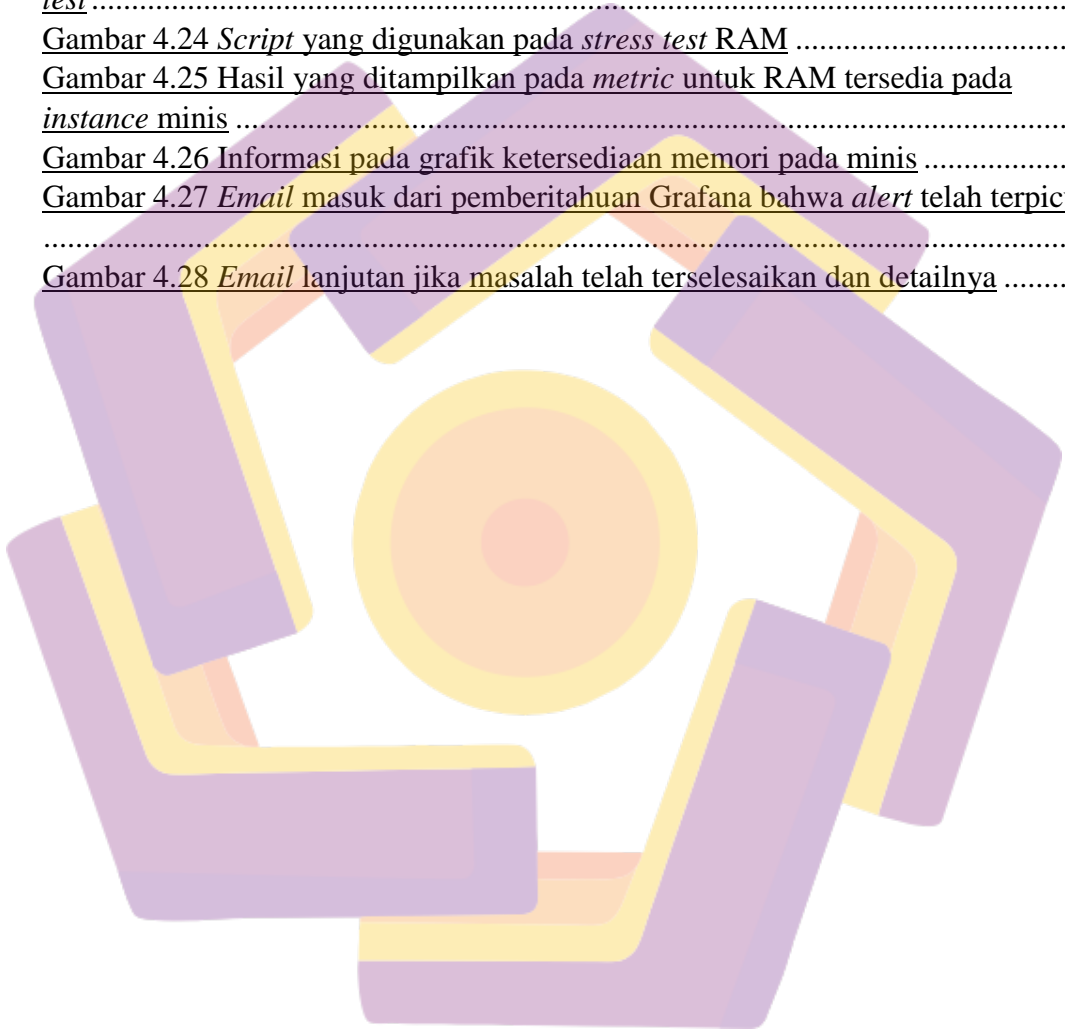 test ........................................................................................................................
Gambar 4.24 Script yang digunakan pada stress test RAM ..................................
Gambar 4.25 Hasil yang ditampilkan pada metric untuk RAM tersedia pada
instance minis .........................................................................................................
Gambar 4.26 Informasi pada grafik ketersediaan memori pada minis ..................
Gambar 4.27 Email masuk dari pemberitahuan Grafana bahwa alert telah terpic
................................................................................................................................
Gambar 4.28 Email lanjutan jika masalah telah terselesaikan dan detailnya ........